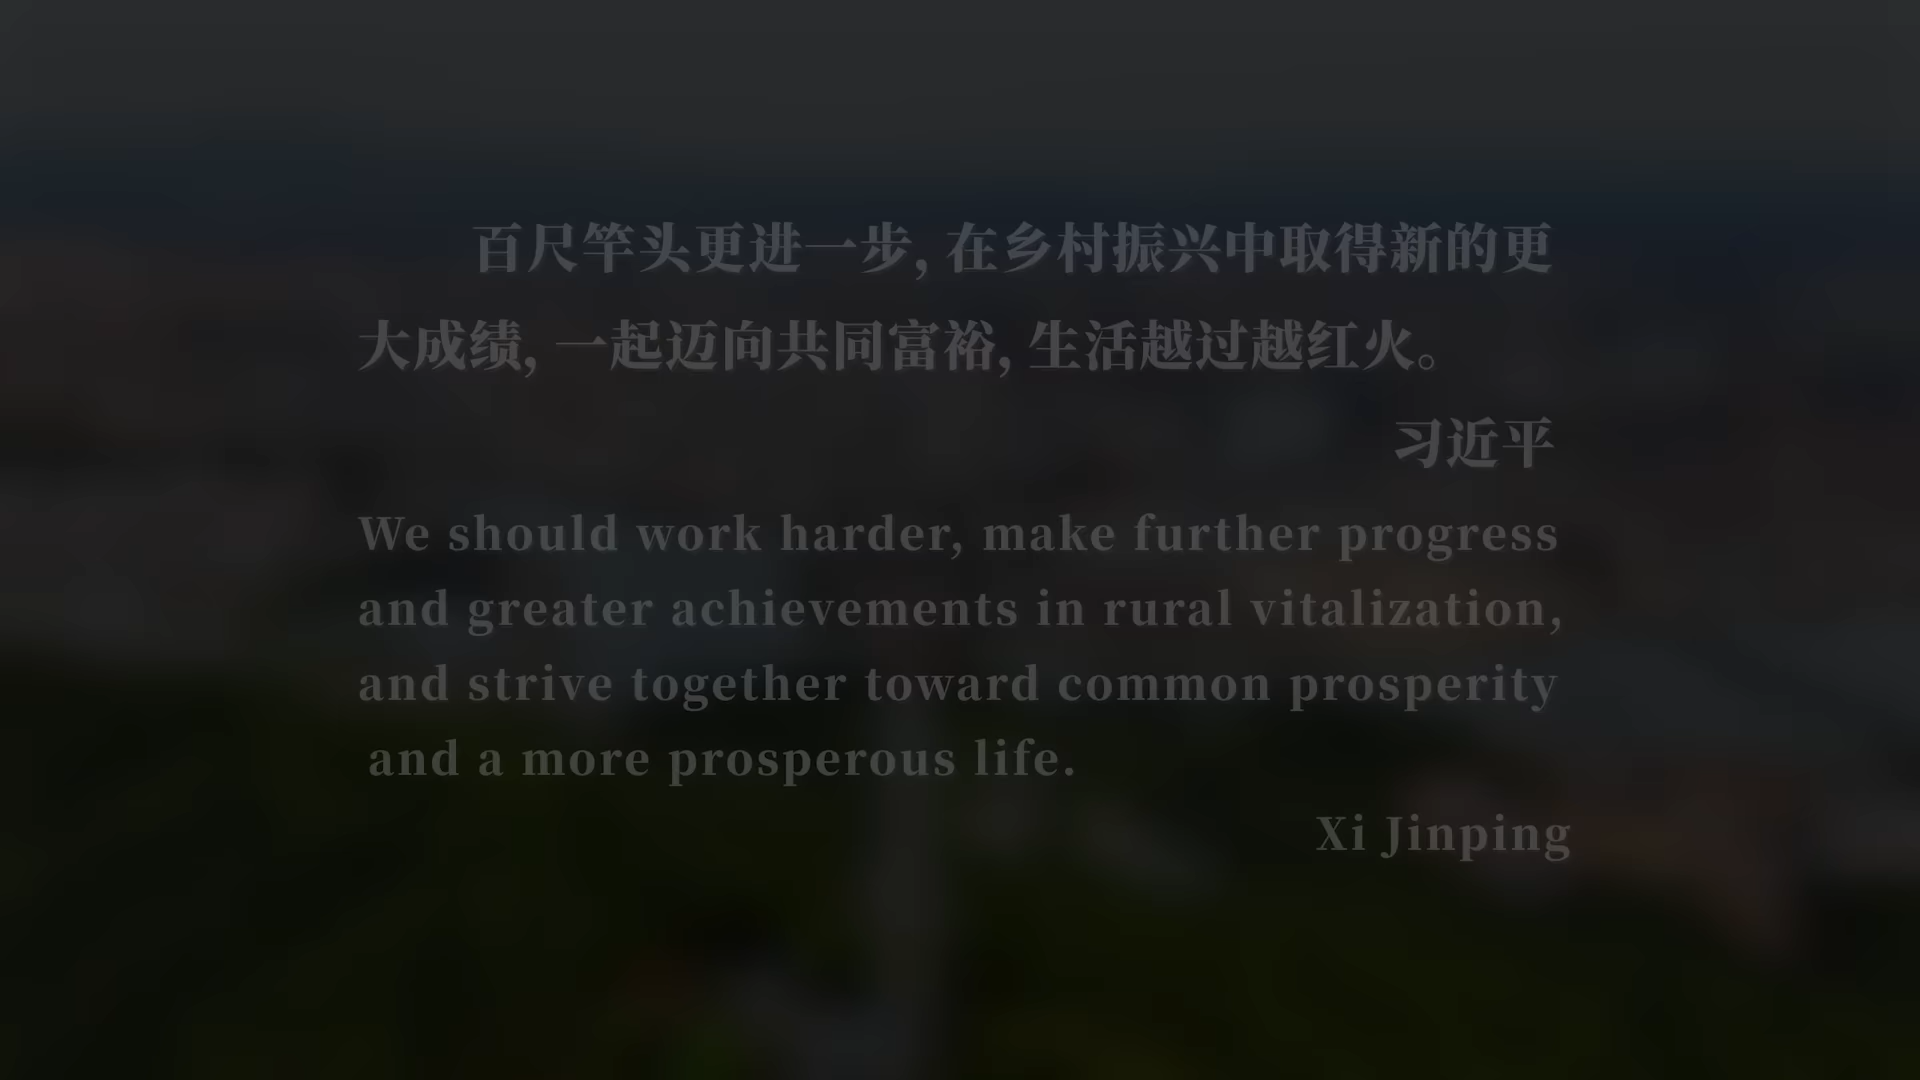 百尺竿头更进一步, 在乡村振兴中取得新的更
大成绩, 一起迈向共同富裕, 生活越过越红火。
习近平
We should work harder, make further progress
and greater achievements in rural vitalization,
and strive together toward common prosperity
and a more prosperous life.
Xi Jinping